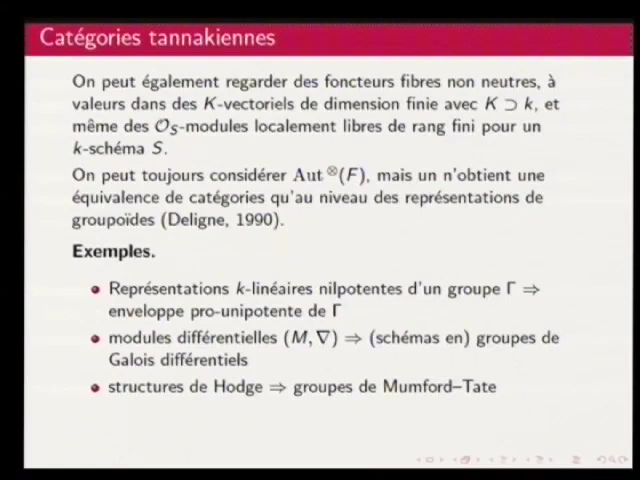 Catégories tannakiennes
On peut également regarder des foncteurs fibres non neutres, à
valeurs dans des K-vectoriels de dimension finie avec K ⊃ k, et
même des 𝒪_S-modules localement libres de rang fini pour un
k-schéma S.
On peut toujours considérer Aut^⊗(F), mais un n'obtient une
équivalence de catégories qu'au niveau des représentations de
groupoïdes (Deligne, 1990).
Exemples.
• Représentations k-linéaires nilpotentes d'un groupe Γ ⇒
enveloppe pro-unipotente de Γ
• modules différentielles (M, ∇) ⇒ (schémas en) groupes de
Galois différentiels
• structures de Hodge ⇒ groupes de Mumford–Tate